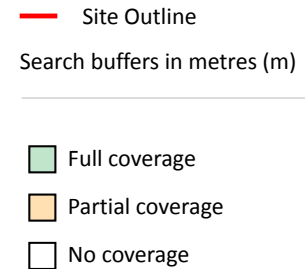 Site Outline
Search buffers in metres (m)
Full coverage
Partial coverage
No coverage